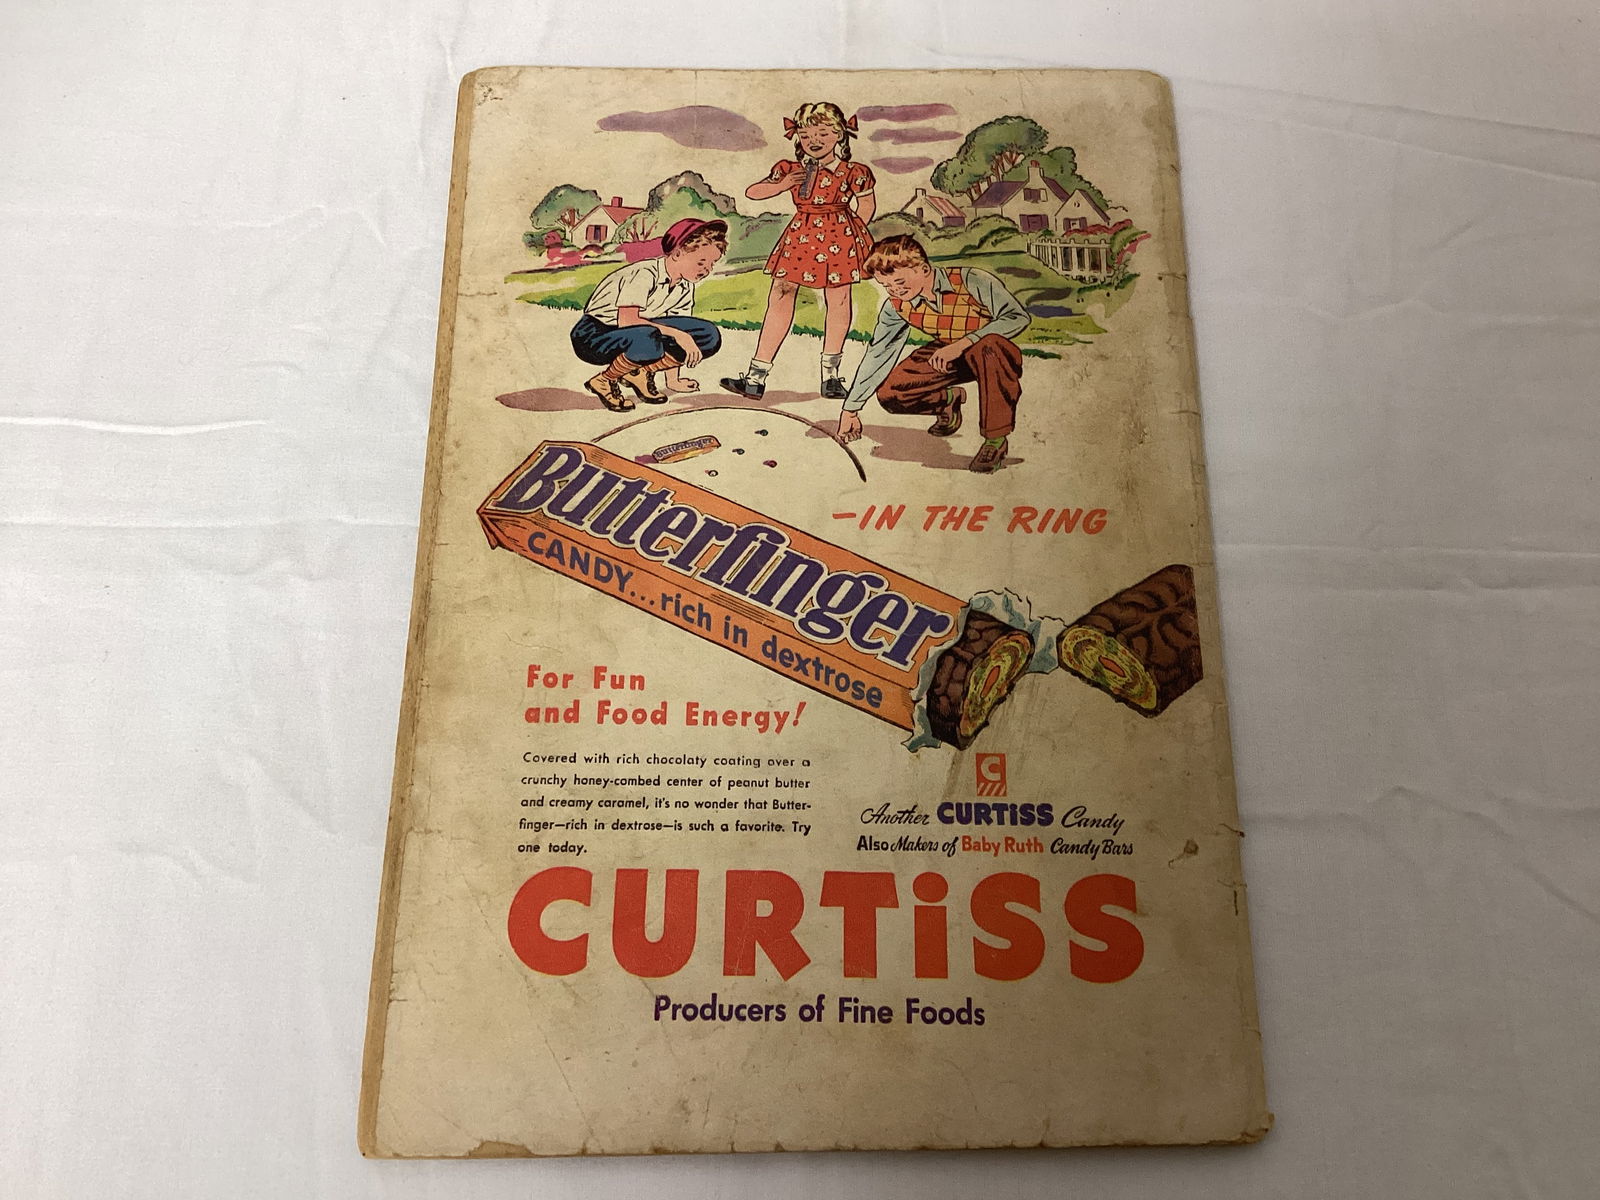 Butterfinger
—IN THE RING
Butterfinger
CANDY...rich in dextrose
For Fun
and Food Energy!
Covered with rich chocolaty coating over a
crunchy honey-combed center of peanut butter
and creamy caramel, it's no wonder that Butter-
finger—rich in dextrose—is such a favorite. Try
one today.
C
Another CURTiSS Candy
Also Makers of Baby Ruth Candy Bars
CURTiSS
Producers of Fine Foods